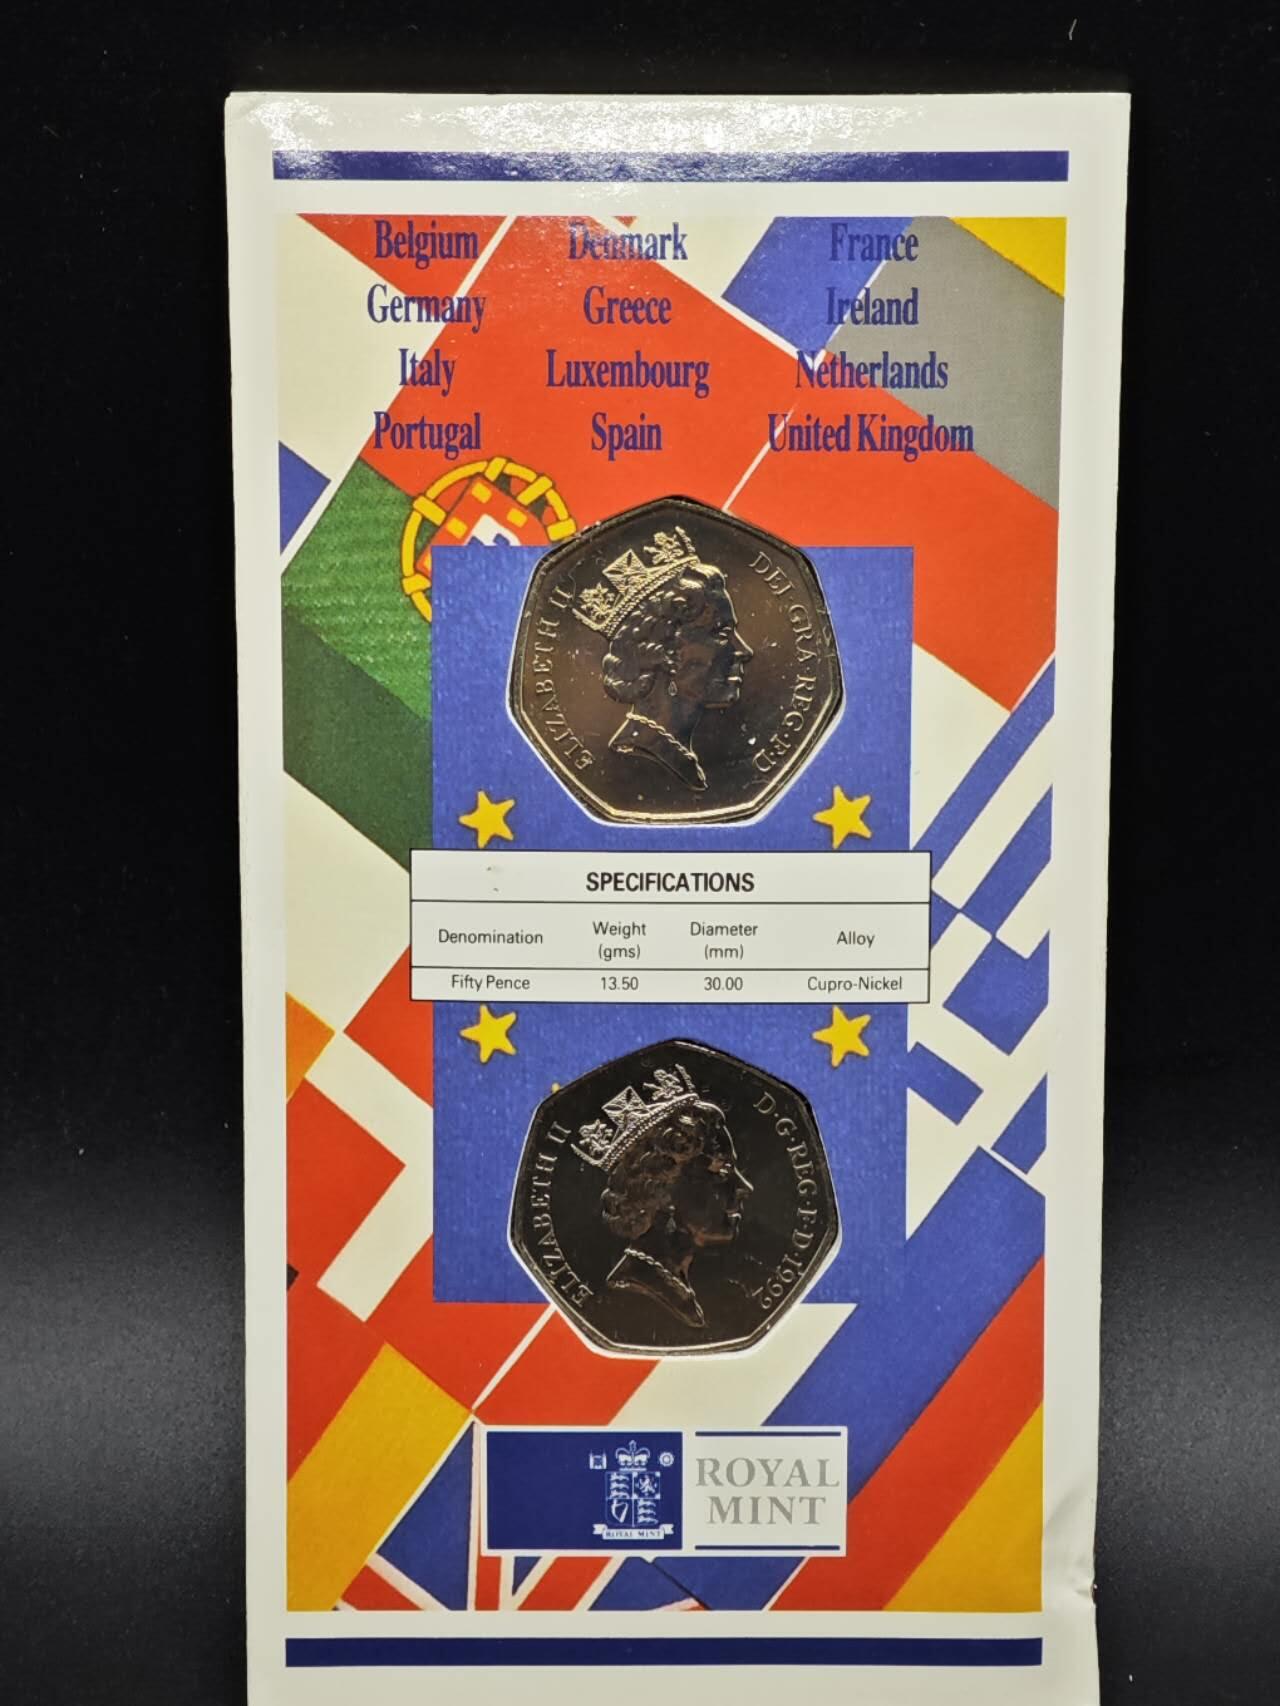 Belgium Denmark France
Germany Greece Ireland
Italy Luxembourg Netherlands
Portugal Spain United Kingdom
ELIZABETH II DEI·GRA·REG·F·D
SPECIFICATIONS
Denomination Weight (gms) Diameter (mm) Alloy
Fifty Pence 13.50 30.00 Cupro-Nickel
ELIZABETH II D·G·REG·F·D·1992
ROYAL
MINT
ROYAL MINT